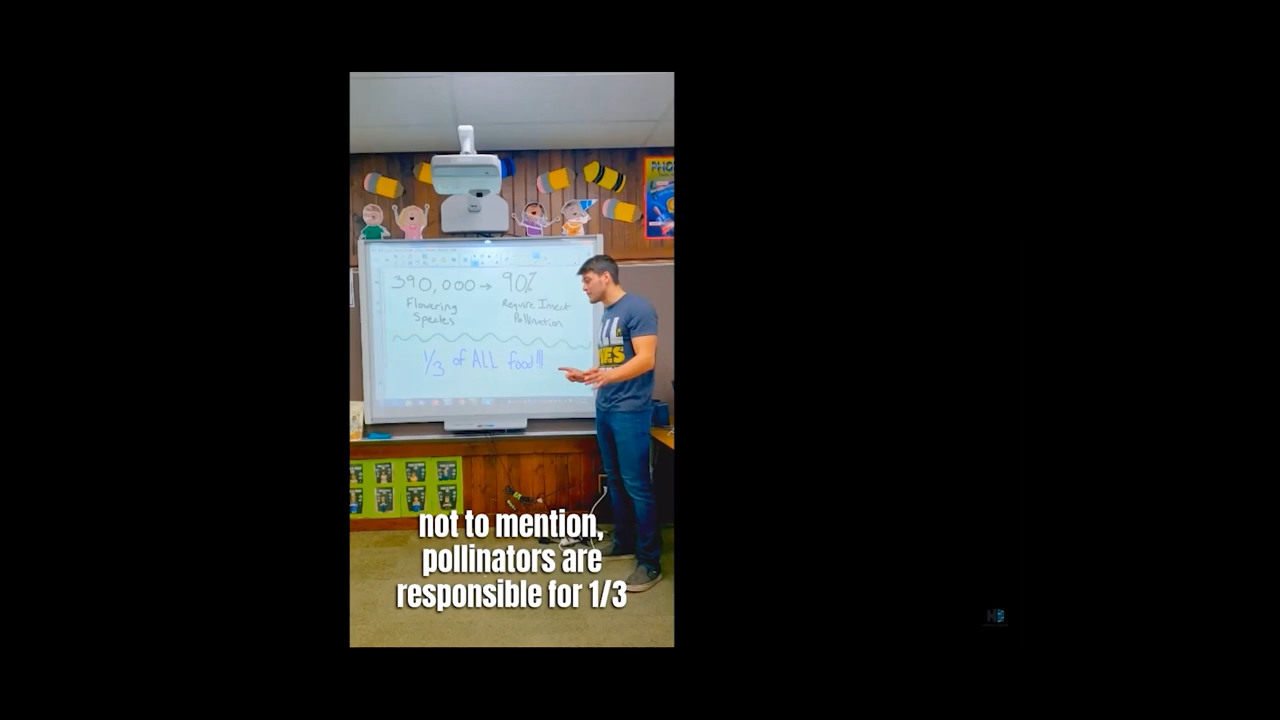 390,000 → 90%
Flowering Species
Require Insect Pollination
1/3 of ALL food!!!
not to mention,
pollinators are
responsible for 1/3